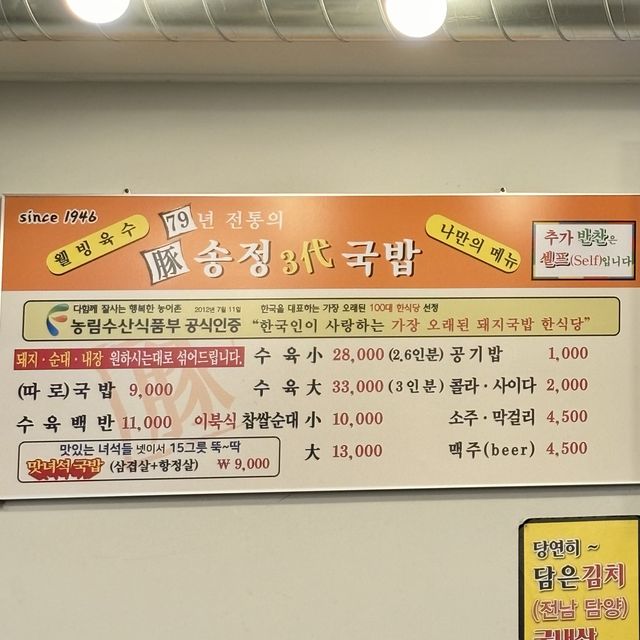 since 1946
웰빙육수
79년 전통의
豚 송정3代국밥
나만의 메뉴
추가 반찬은
셀프(Self)입니다
다함께 잘사는 행복한 농어촌 2012년 7월 11일 한국을 대표하는 가장 오래된 100대 한식당 선정
농림수산식품부 공식인증 "한국인이 사랑하는 가장 오래된 돼지국밥 한식당"
돼지·순대·내장 원하시는대로 섞어드립니다.
(따로)국밥 9,000
수육백반 11,000
맛있는 녀석들 넷이서 15그릇 뚝~딱
맛녀석 국밥 (삼겹살+항정살) ₩ 9,000
수육 小 28,000 (2,6인분)
수육 大 33,000 (3인분)
이북식 찹쌀순대 小 10,000
大 13,000
공기밥 1,000
콜라·사이다 2,000
소주·막걸리 4,500
맥주(beer) 4,500
당연히 ~
담은김치
(전남 담양)
국내산